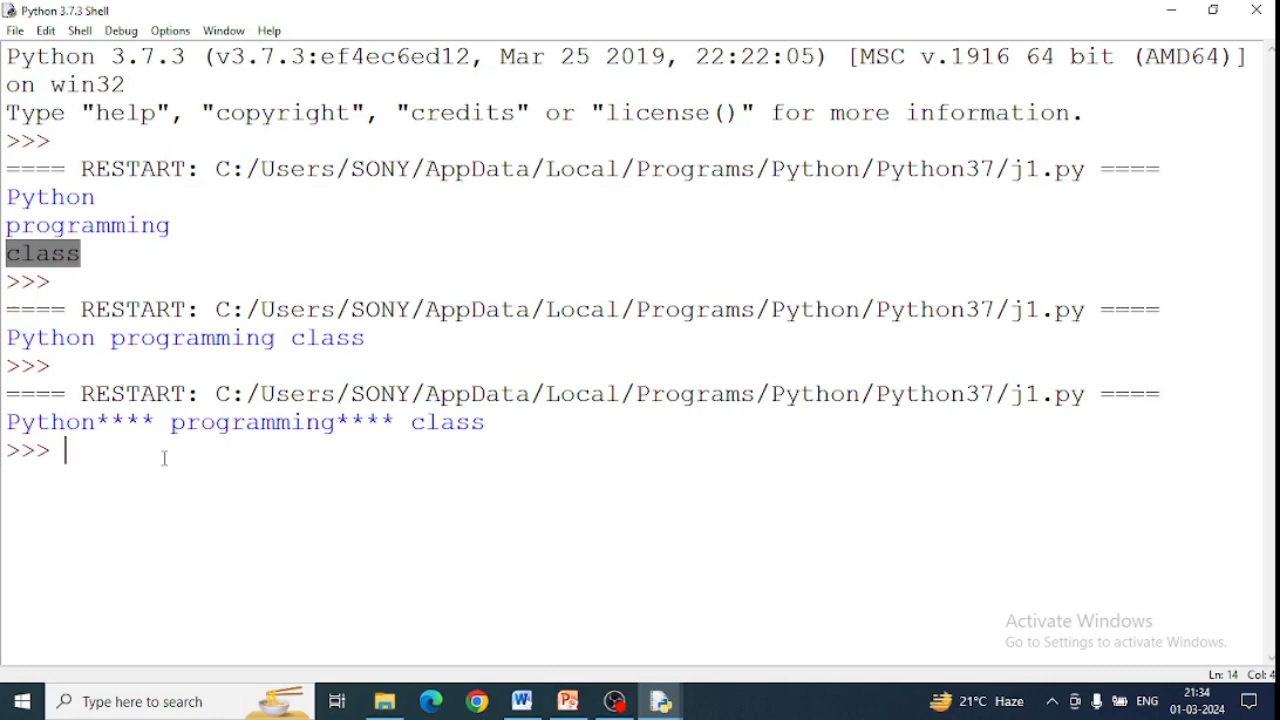 Python 3.7.3 Shell
File Edit Shell Debug Options Window Help
Python 3.7.3 (v3.7.3:ef4ec6ed12, Mar 25 2019, 22:22:05) [MSC v.1916 64 bit (AMD64)]
on win32
Type "help", "copyright", "credits" or "license()" for more information.
>>>
==== RESTART: C:/Users/SONY/AppData/Local/Programs/Python/Python37/j1.py ====
Python
programming
class
>>>
==== RESTART: C:/Users/SONY/AppData/Local/Programs/Python/Python37/j1.py ====
Python programming class
>>>
==== RESTART: C:/Users/SONY/AppData/Local/Programs/Python/Python37/j1.py ====
Python**** programming**** class
>>>
Activate Windows
Go to Settings to activate Windows.
Ln: 14 Col: 4
Type here to search
21°C Haze
ENG
21:34
01-03-2024